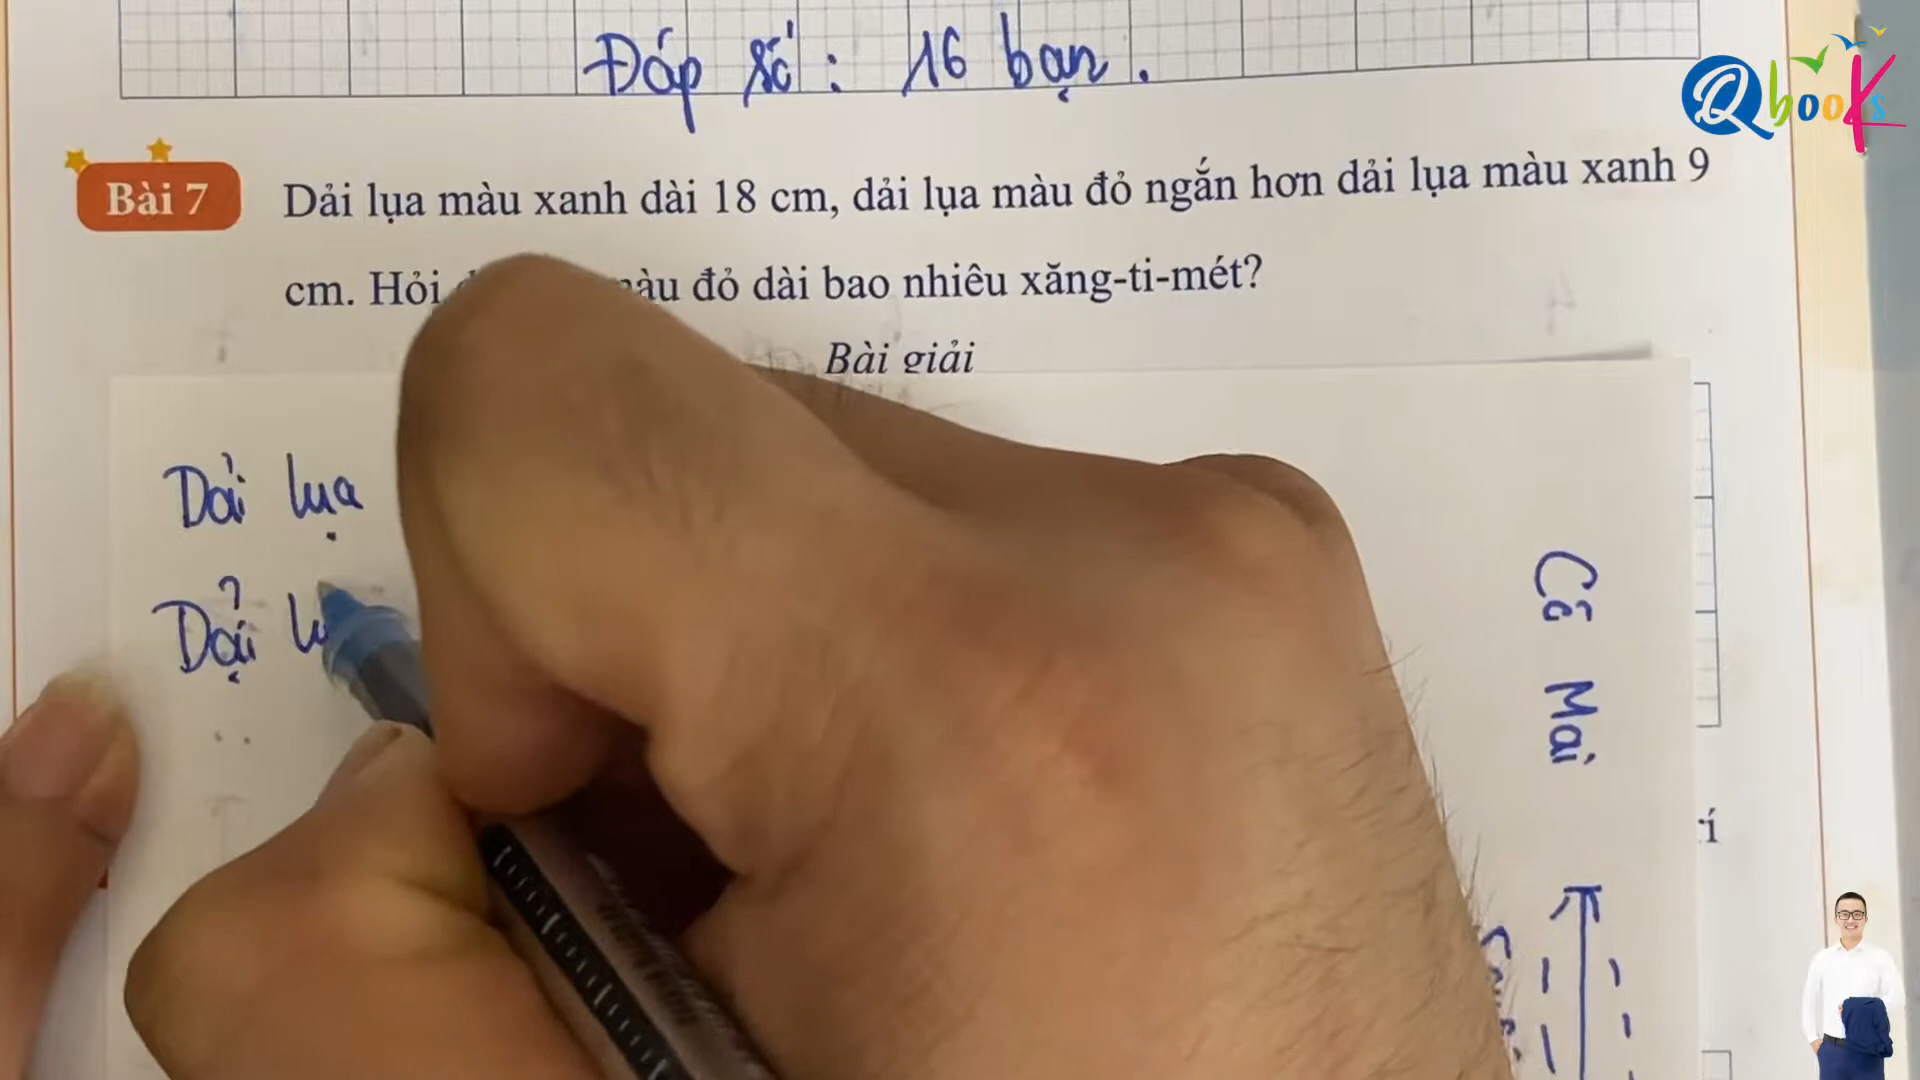 Đáp số : 16 bạn.
Qbooks
Bài 7 Dải lụa màu xanh dài 18 cm, dải lụa màu đỏ ngắn hơn dải lụa màu xanh 9
cm. Hỏi màu đỏ dài bao nhiêu xăng-ti-mét?
Bài giải
Dải lụa
Dải
Cô Mai